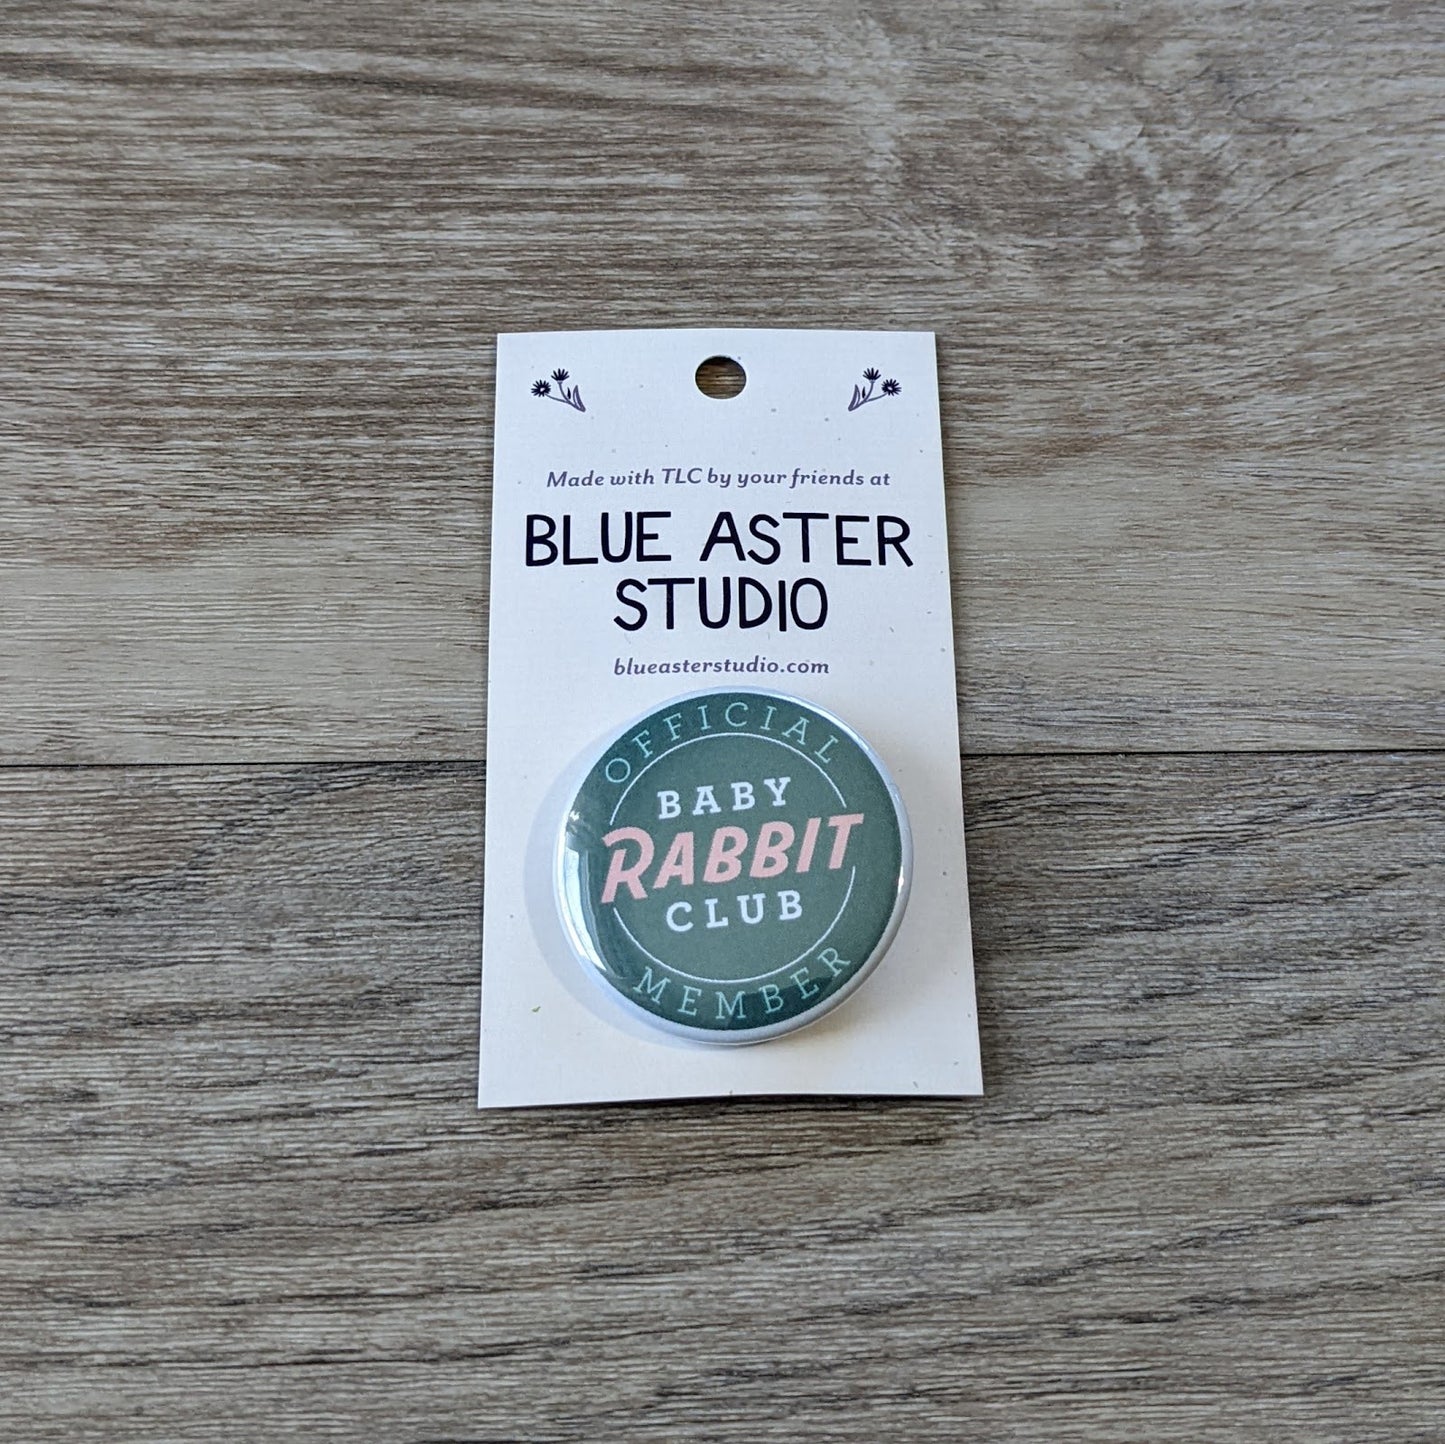 Made with TLC by your friends at
BLUE ASTER
STUDIO
blueasterstudio.com
OFFICIAL
BABY
RABBIT
CLUB
MEMBER